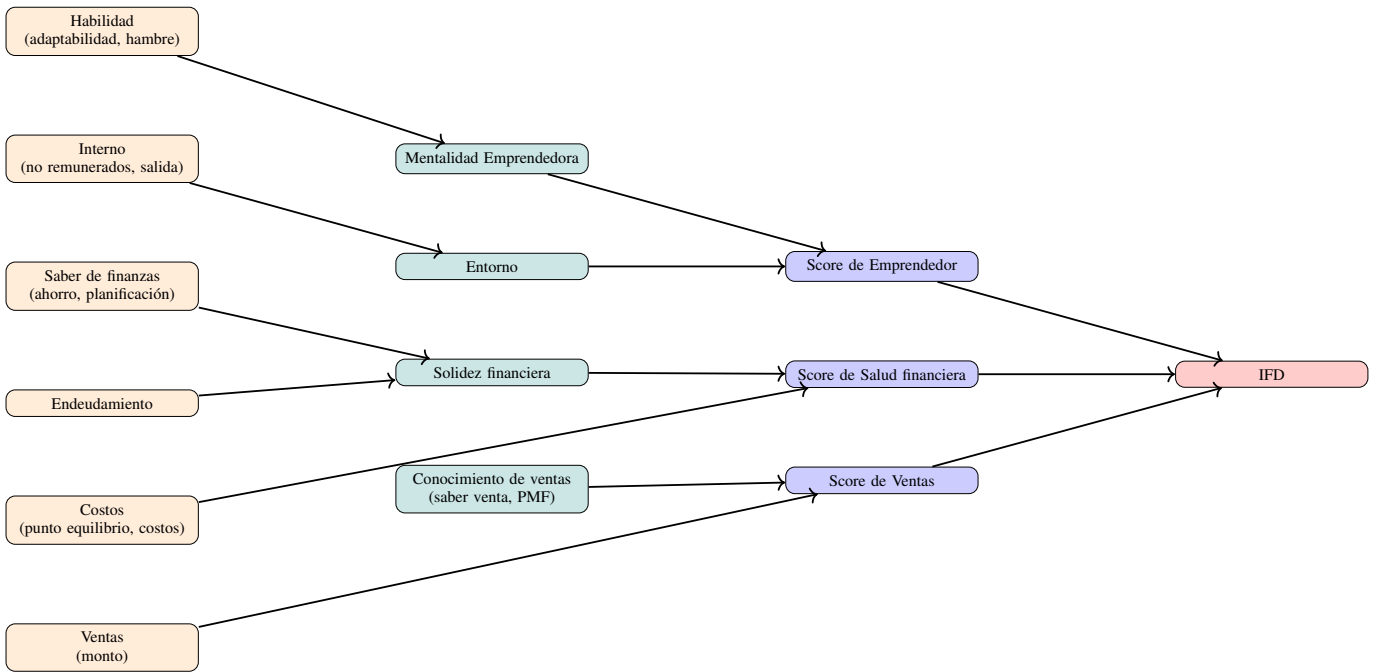 Habilidad
(adaptabilidad, hambre)
Interno
(no remunerados, salida)
Saber de finanzas
(ahorro, planificación)
Endeudamiento
Costos
(punto equilibrio, costos)
Ventas
(monto)
Mentalidad Emprendedora
Entorno
Solidez financiera
Conocimiento de ventas
(saber venta, PMF)
Score de Emprendedor
Score de Salud financiera
Score de Ventas
IFD